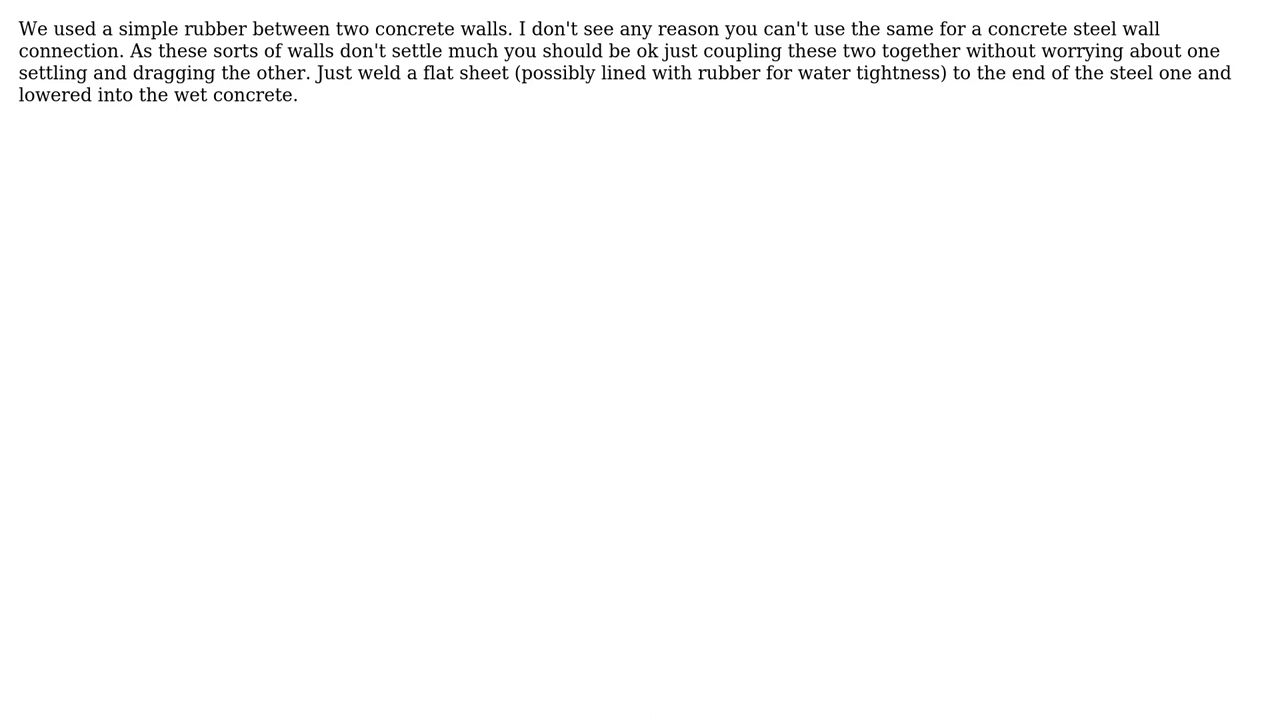 We used a simple rubber between two concrete walls. I don't see any reason you can't use the same for a concrete steel wall
connection. As these sorts of walls don't settle much you should be ok just coupling these two together without worrying about one
settling and dragging the other. Just weld a flat sheet (possibly lined with rubber for water tightness) to the end of the steel one and
lowered into the wet concrete.